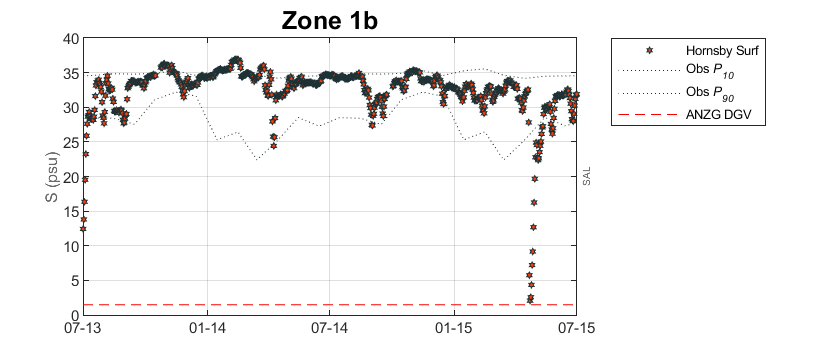 Zone 1b
40
35
30
25
20
15
10
5
0
S (psu)
07-13
01-14
07-14
01-15
07-15
SAL
Hornsby Surf
Obs P10
Obs P90
ANZG DGV